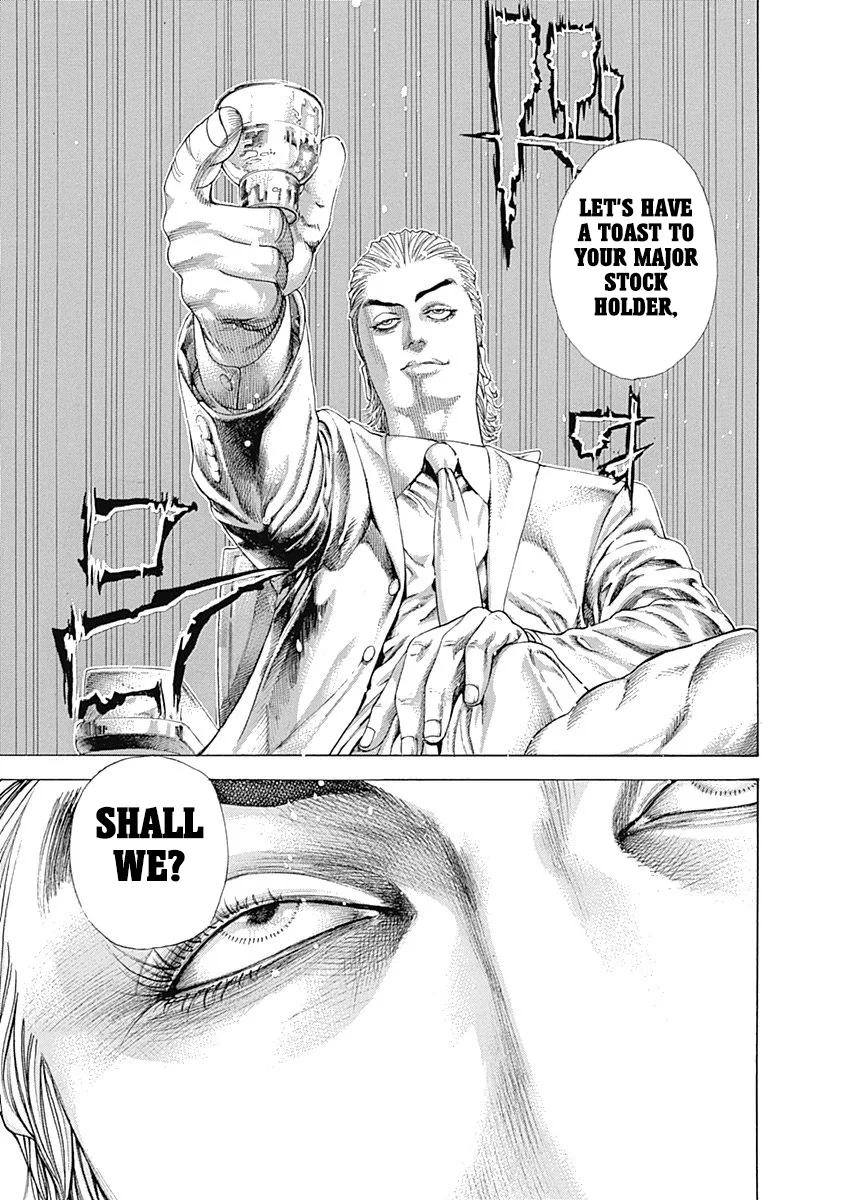 LET'S HAVE
A TOAST TO
YOUR MAJOR
STOCK
HOLDER,
SHALL
WE?